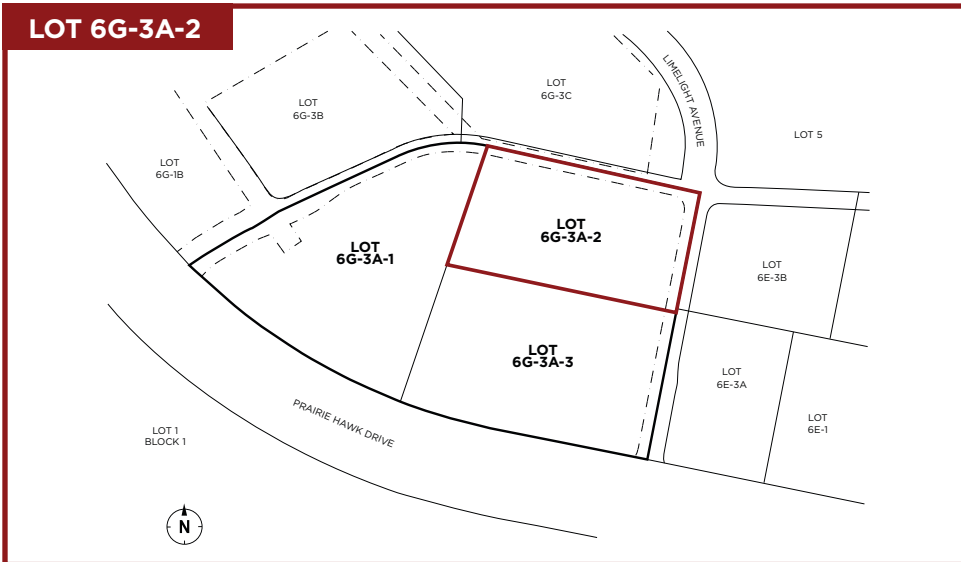 LOT 6G-3A-2
LIMELIGHT AVENUE
LOT
6G-3C
LOT
6G-3B
LOT 5
LOT
6G-1B
LOT
6G-3A-2
LOT
6G-3A-1
LOT
6E-3B
LOT
6G-3A-3
LOT
6E-3A
PRAIRIE HAWK DRIVE
LOT
6E-1
LOT 1
BLOCK 1
N